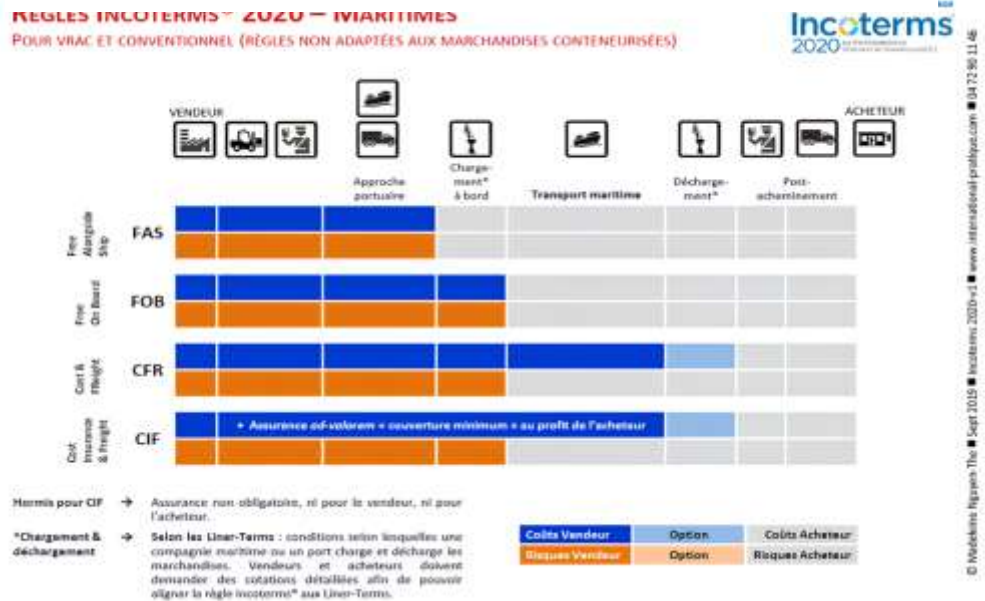 RÈGLES INCOTERMS® 2020 – MARITIMES
POUR VRAC ET CONVENTIONNEL (RÈGLES NON ADAPTÉES AUX MARCHANDISES CONTENEURISÉES)
Incoterms
2020
VENDEUR
ACHETEUR
Approche
portuaire
Charge-
ment*
à bord
Transport maritime
Décharge-
ment*
Post-
acheminement
Free
Alongside
Ship
FAS
Free
On Board
FOB
Cost &
FReight
CFR
Cost
Insurance
& Freight
CIF
+ Assurance ad-valorem « couverture minimum » au profit de l'acheteur
Hormis pour CIF → Assurance non obligatoire, ni pour le vendeur, ni pour
l'acheteur.
*Chargement &
déchargement
→ Selon les Liner-Terms : conditions selon lesquelles une
compagnie maritime ou un port charge et décharge les
marchandises. Vendeurs et acheteurs doivent
demander des cotations détaillées afin de pouvoir
aligner la règle Incoterms® aux Liner-Terms.
Coûts Vendeur Option Coûts Acheteur
Risques Vendeur Option Risques Acheteur
© Madeleine Nguyen-The ■ Sept 2019 ■ Incoterms 2020-v1 ■ www.international-pratique.com ■ 04 72 90 11 46